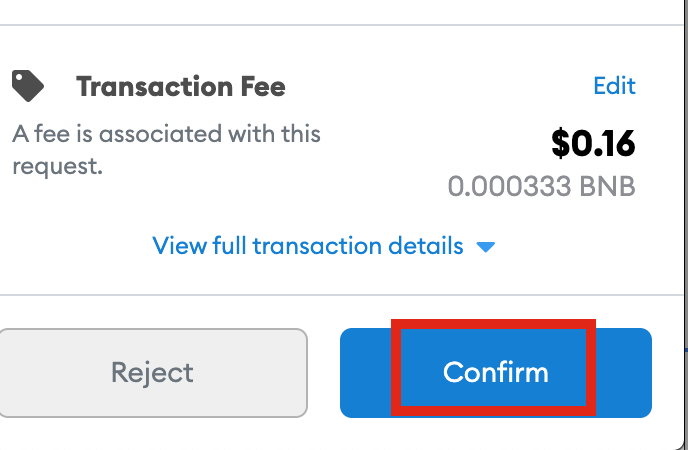 Transaction Fee
Edit
A fee is associated with this
request.
$0.16
0.000333 BNB
View full transaction details
Reject
Confirm